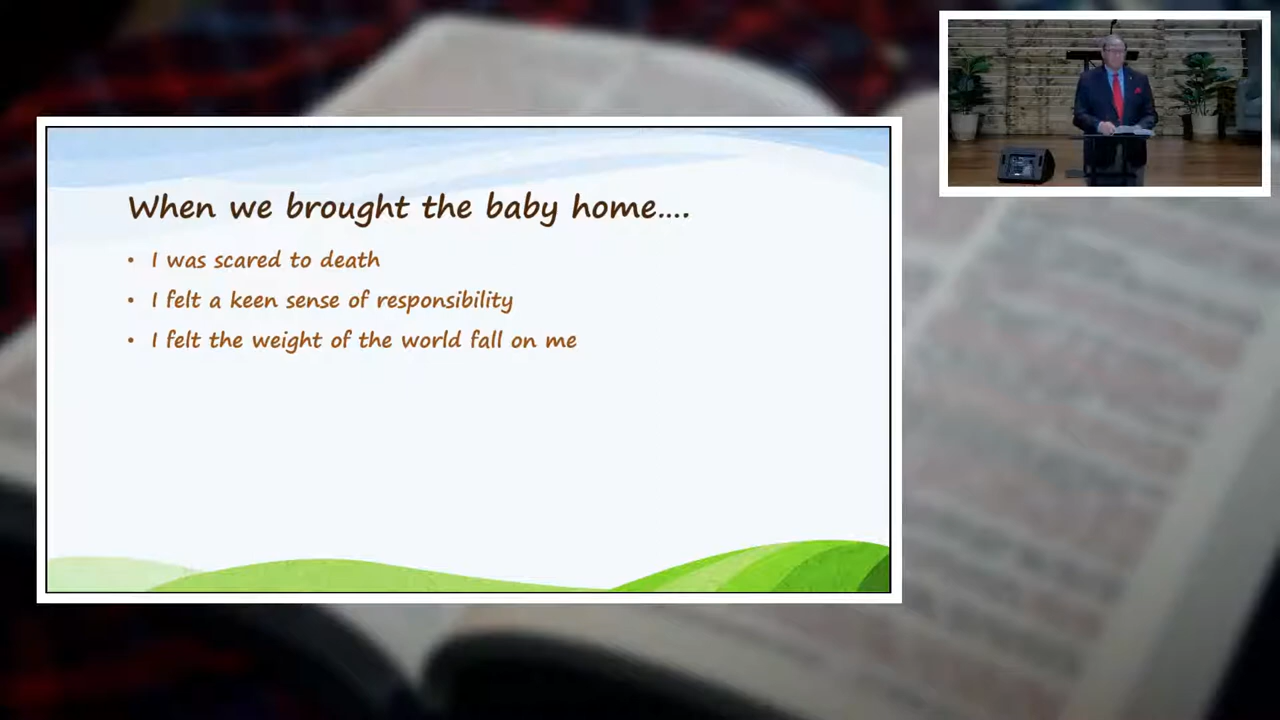 When we brought the baby home....
• I was scared to death
• I felt a keen sense of responsibility
• I felt the weight of the world fall on me